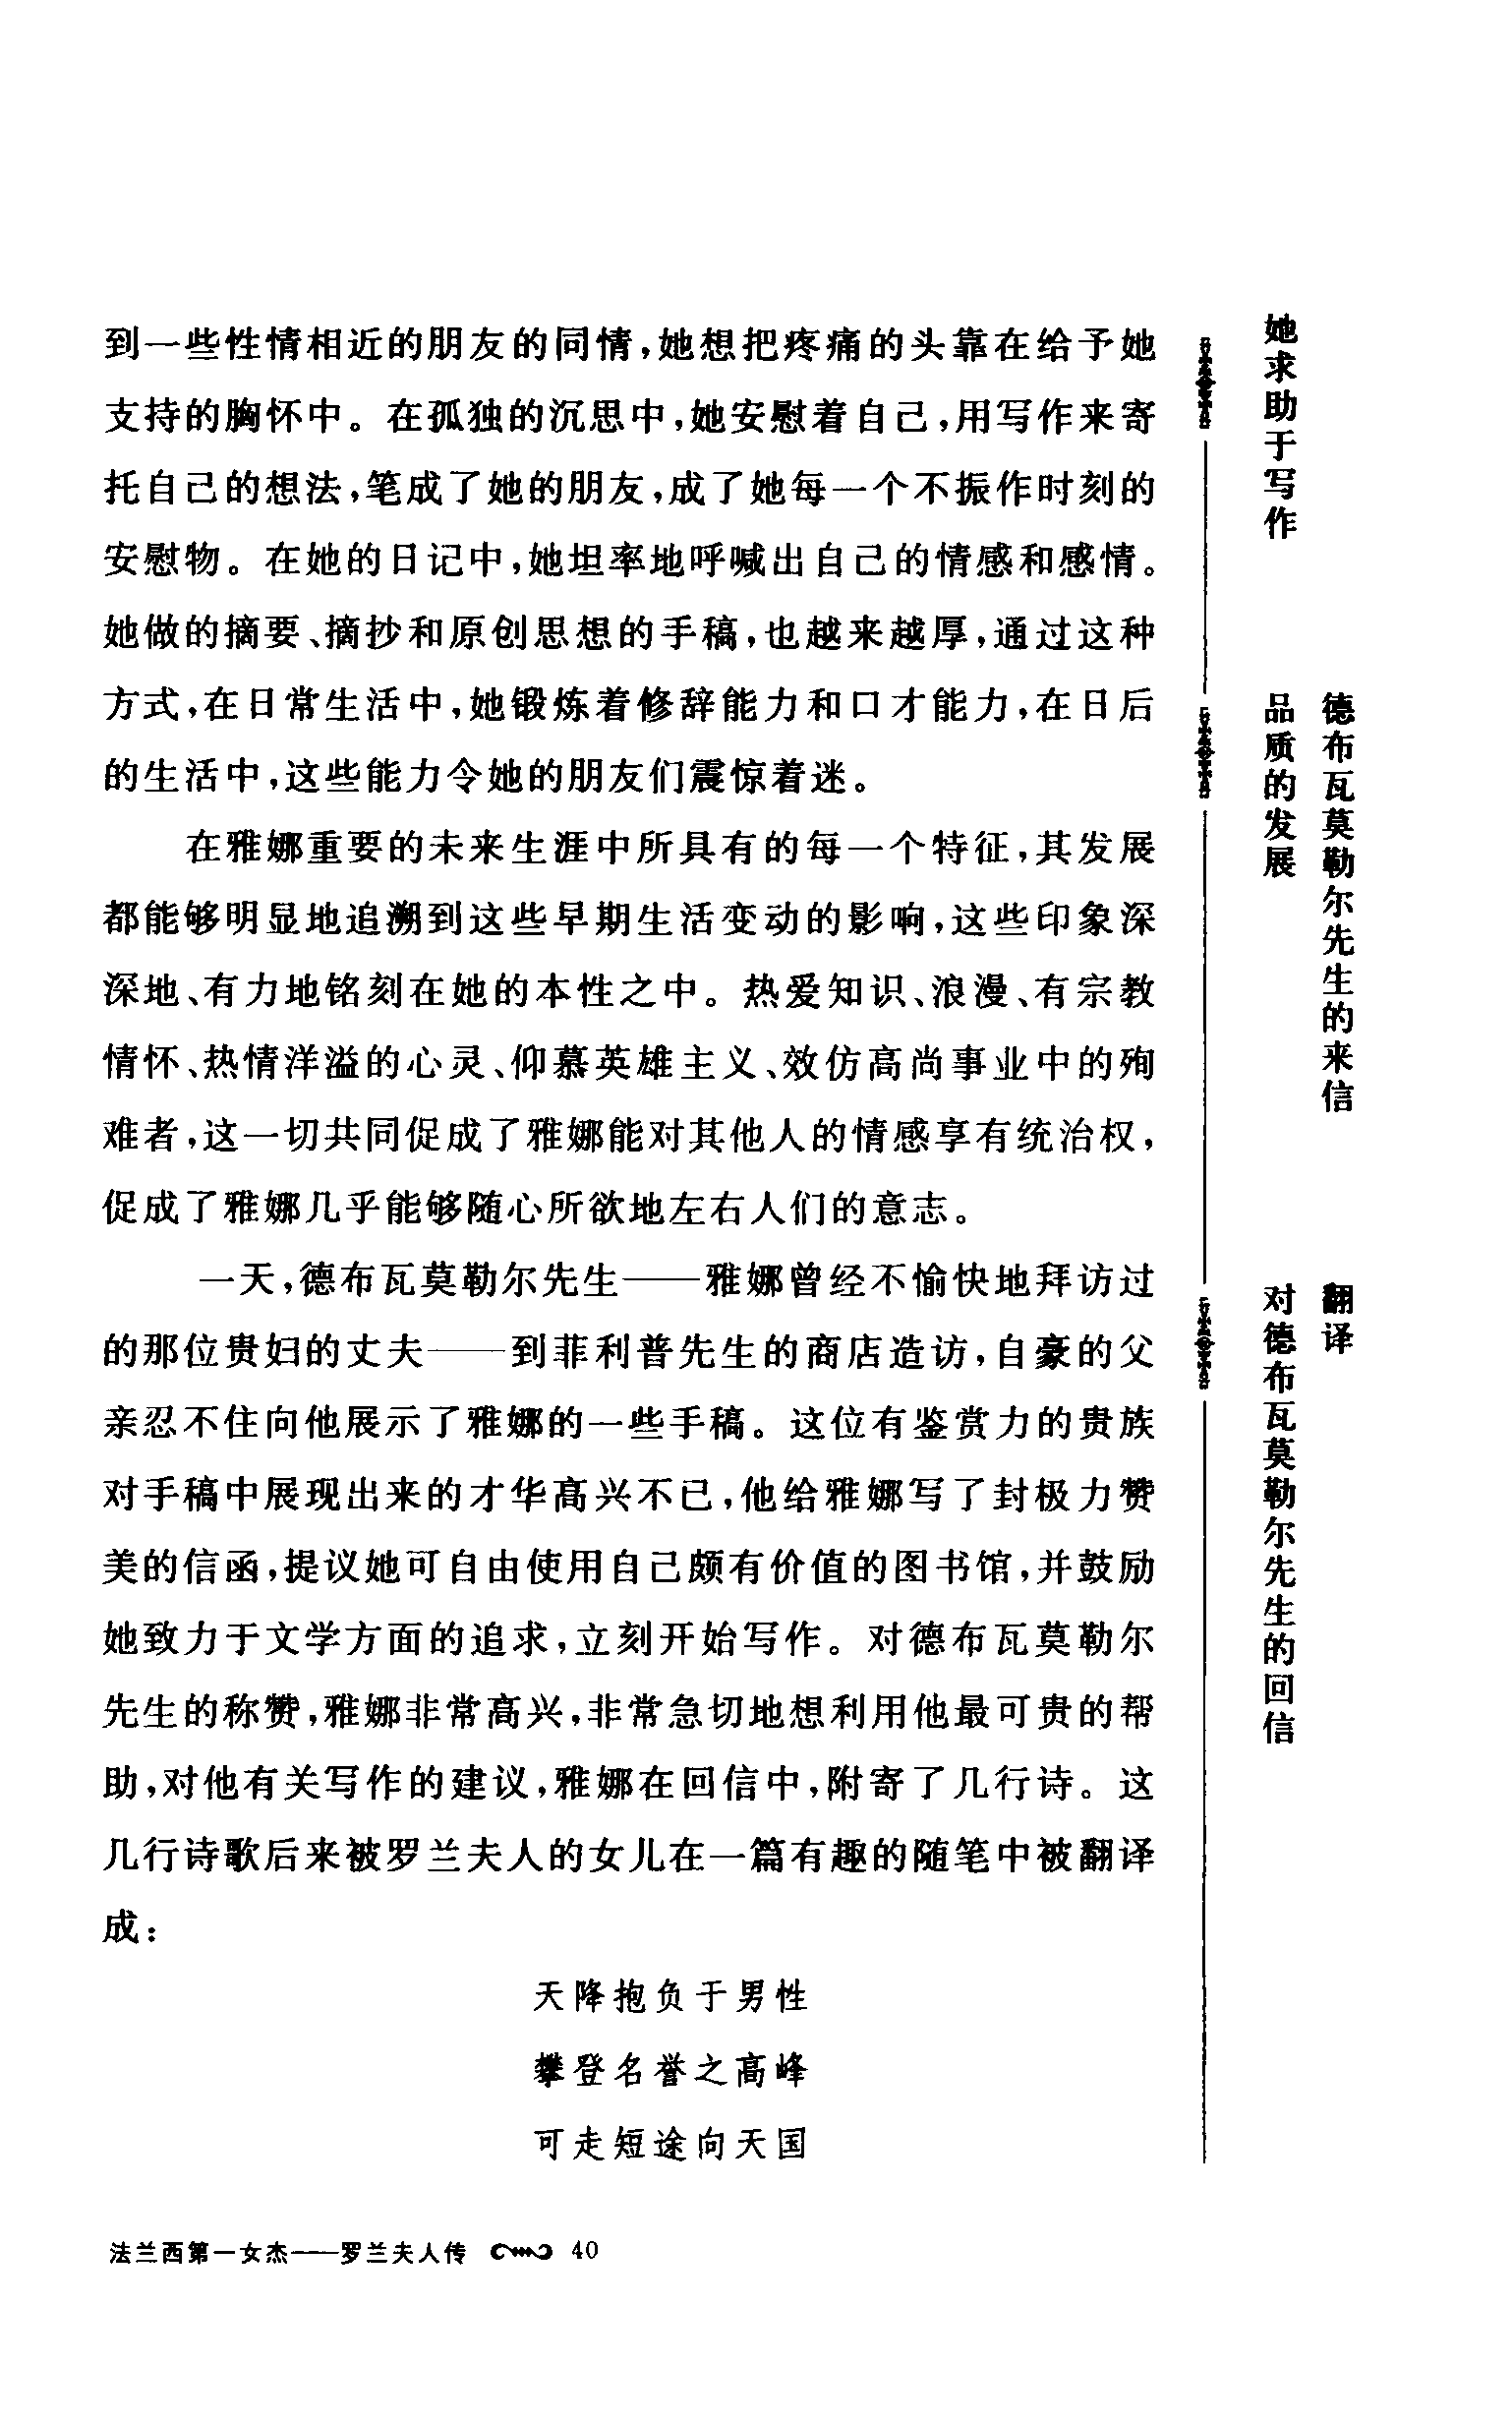 到一些性情相近的朋友的同情，她想把疼痛的头靠在给予她
支持的胸怀中。在孤独的沉思中，她安慰着自己，用写作来寄
托自己的想法，笔成了她的朋友，成了她每一个不振作时刻的
安慰物。在她的日记中，她坦率地呼喊出自己的情感和感情。
她做的摘要、摘抄和原创思想的手稿，也越来越厚，通过这种
方式，在日常生活中，她锻炼着修辞能力和口才能力，在日后
的生活中，这些能力令她的朋友们震惊着迷。
在雅娜重要的未来生涯中所具有的每一个特征，其发展
都能够明显地追溯到这些早期生活变动的影响，这些印象深
深地、有力地铭刻在她的本性之中。热爱知识、浪漫、有宗教
情怀、热情洋溢的心灵、仰慕英雄主义、效仿高尚事业中的殉
难者，这一切共同促成了雅娜能对其他人的情感享有统治权，
促成了雅娜几乎能够随心所欲地左右人们的意志。
一天，德布瓦莫勒尔先生——雅娜曾经不愉快地拜访过
的那位贵妇的丈夫——到菲利普先生的商店造访，自豪的父
亲忍不住向他展示了雅娜的一些手稿。这位有鉴赏力的贵族
对手稿中展现出来的才华高兴不已，他给雅娜写了封极力赞
美的信函，提议她可自由使用自己颇有价值的图书馆，并鼓励
她致力于文学方面的追求，立刻开始写作。对德布瓦莫勒尔
先生的称赞，雅娜非常高兴，非常急切地想利用他最可贵的帮
助，对他有关写作的建议，雅娜在回信中，附寄了几行诗。这
几行诗歌后来被罗兰夫人的女儿在一篇有趣的随笔中被翻译
成：
天降抱负于男性
攀登名誉之高峰
可走短途向天国
她求助于写作
德布瓦莫勒尔先生的来信
品质的发展
翻译
对德布瓦莫勒尔先生的回信
法兰西第一女杰——罗兰夫人传 40